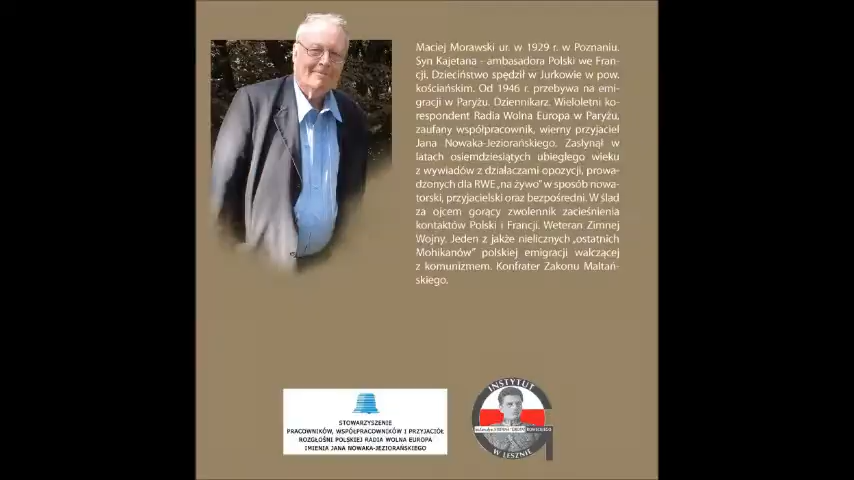 Maciej Morawski ur. w 1929 r. w Poznaniu.
Syn Kajetana - ambasadora Polski we Fran-
cji. Dzieciństwo spędził w Jurkowie w pow.
kościańskim. Od 1946 r. przebywa na emi-
gracji w Paryżu. Dziennikarz. Wieloletni ko-
respondent Radia Wolna Europa w Paryżu,
zaufany współpracownik, wierny przyjaciel
Jana Nowaka-Jeziorańskiego. Zasłynął w
latach osiemdziesiątych ubiegłego wieku
z wywiadów z działaczami opozycji, prowa-
dzonych dla RWE „na żywo” w sposób nowa-
torski, przyjacielski oraz bezpośredni. W ślad
za ojcem gorący zwolennik zacieśnienia
kontaktów Polski i Francji. Weteran Zimnej
Wojny. Jeden z jakże nielicznych „ostatnich
Mohikanów” polskiej emigracji walczącej
z komunizmem. Konfrater Zakonu Maltań-
skiego.
STOWARZYSZENIE
PRACOWNIKÓW, WSPÓŁPRACOWNIKÓW I PRZYJACIÓŁ
ROZGŁOŚNI POLSKIEJ RADIA WOLNA EUROPA
IMIENIA JANA NOWAKA-JEZIORAŃSKIEGO
INSTYTUT
W LESZNIE